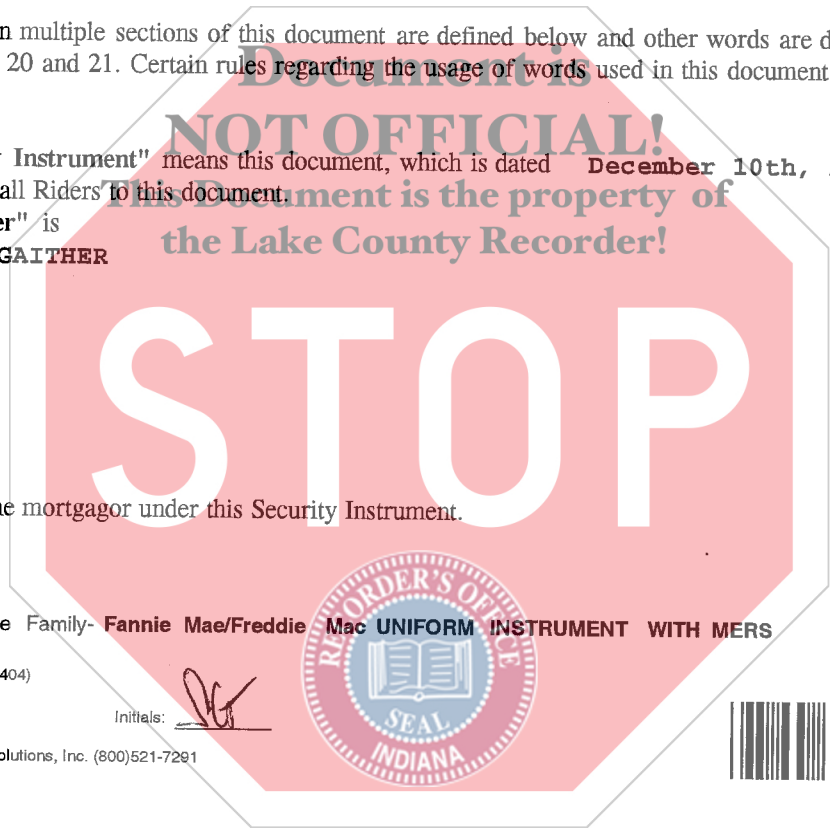 n multiple sections of this document are defined below and other words are d
20 and 21. Certain rules regarding the usage of words used in this document
Document is
NOT OFFICIAL!
Instrument" means this document, which is dated December 10th,
all Riders to this document.
This Document is the property of
er" is
the Lake County Recorder!
GAITHER
STOP
ne mortgagor under this Security Instrument.
RECORDER'S OFFICE
e Family- Fannie Mae/Freddie Mac UNIFORM INSTRUMENT WITH MERS
404)
Initials: DG
SEAL
INDIANA
olutions, Inc. (800)521-7291